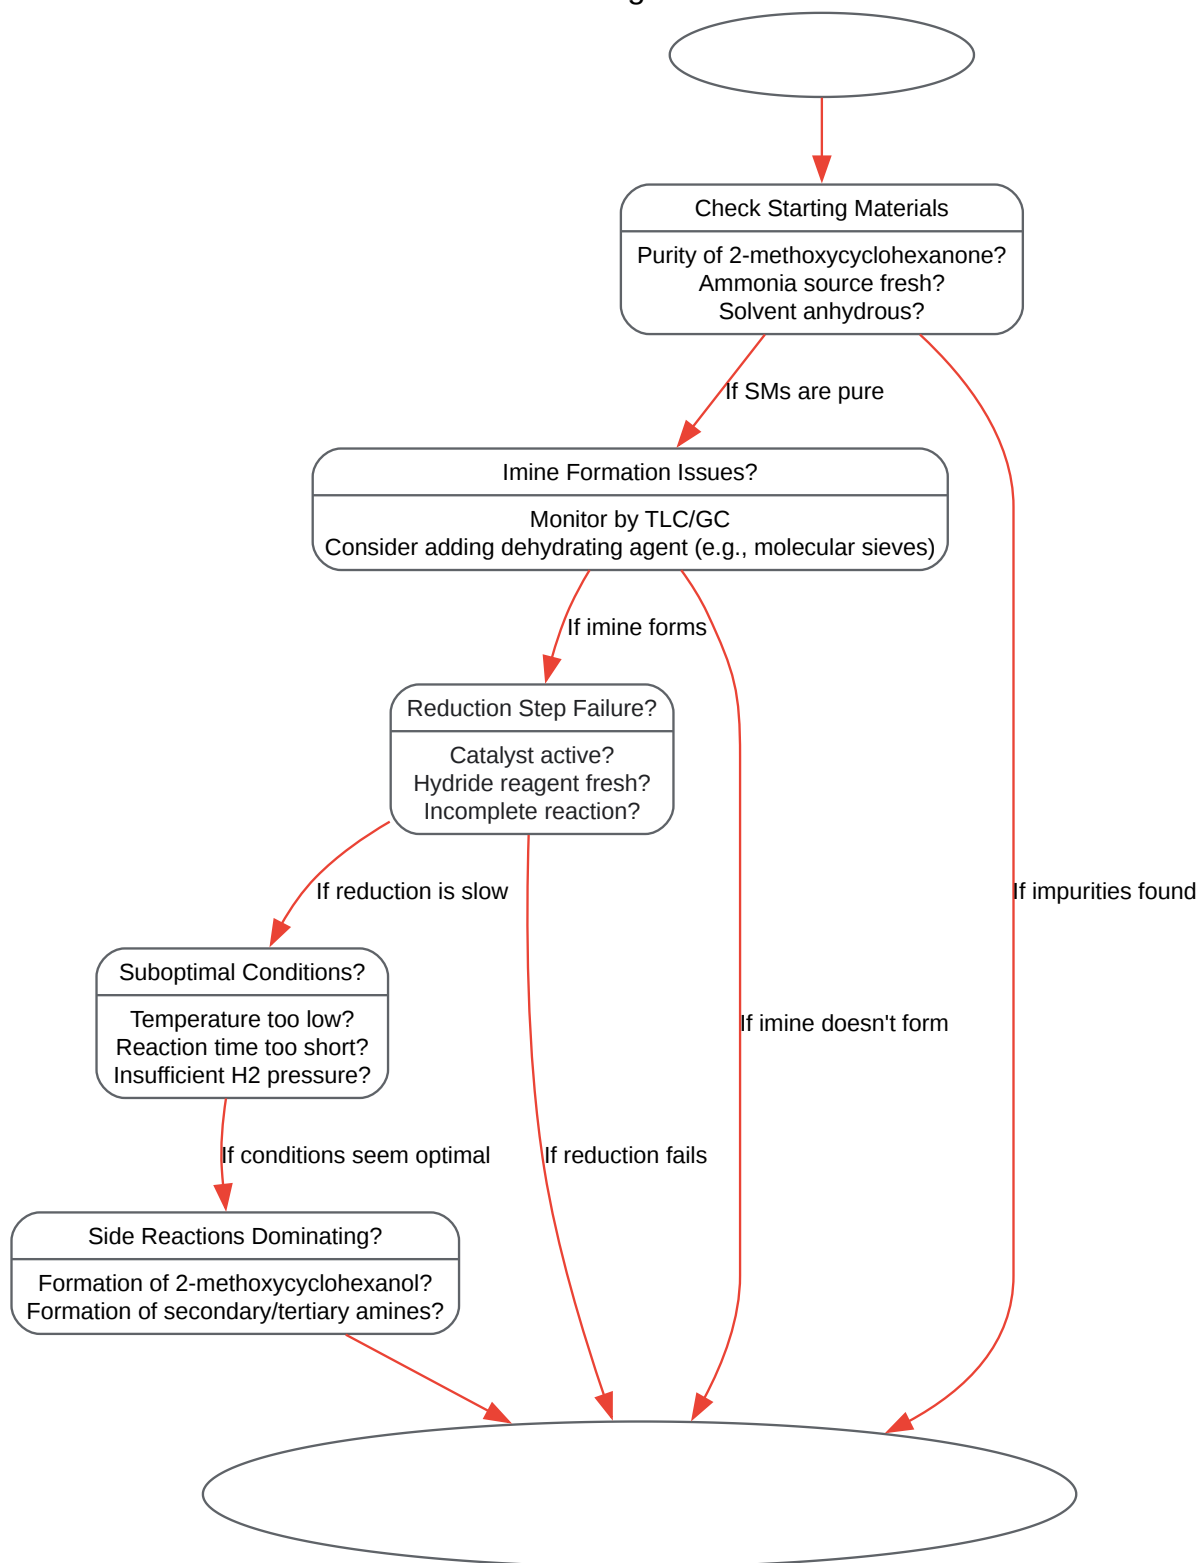 Check Starting Materials
Purity of 2-methoxycyclohexanone?
Ammonia source fresh?
Solvent anhydrous?
If SMs are pure
Imine Formation Issues?
Monitor by TLC/GC
Consider adding dehydrating agent (e.g., molecular sieves)
If imine forms
Reduction Step Failure?
Catalyst active?
Hydride reagent fresh?
Incomplete reaction?
If reduction is slow
If impurities found
Suboptimal Conditions?
Temperature too low?
Reaction time too short?
Insufficient H2 pressure?
If imine doesn't form
If conditions seem optimal
If reduction fails
Side Reactions Dominating?
Formation of 2-methoxycyclohexanol?
Formation of secondary/tertiary amines?